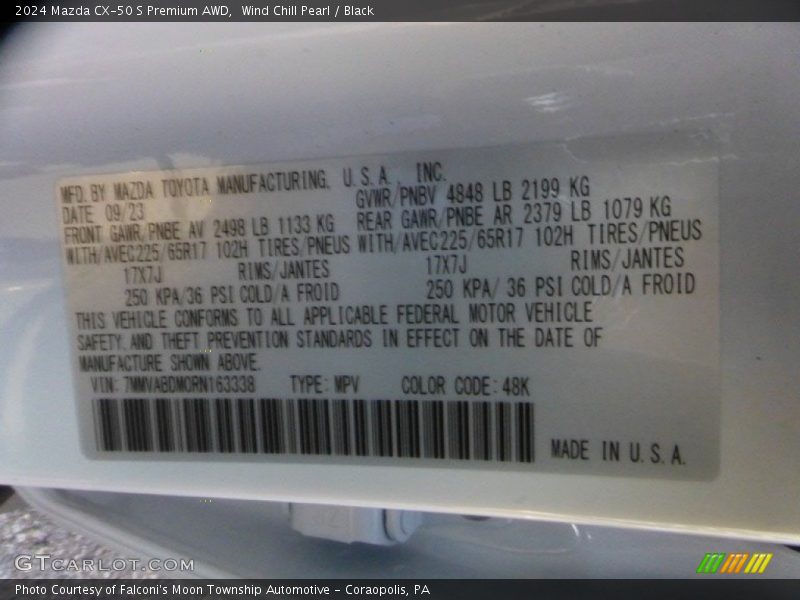 2024 Mazda CX-50 S Premium AWD,  Wind Chill Pearl / Black
MFD. BY MAZDA TOYOTA MANUFACTURING, U.S.A., INC.
DATE 09/23 GVWR/PNBV 4848 LB 2199 KG
FRONT GAWR/PNBE AV 2498 LB 1133 KG REAR GAWR/PNBE AR 2379 LB 1079 KG
WITH/AVEC225/65R17 102H TIRES/PNEUS WITH/AVEC225/65R17 102H TIRES/PNEUS
17X7J RIMS/JANTES 17X7J RIMS/JANTES
250 KPA/36 PSI COLD/A FROID 250 KPA/ 36 PSI COLD/A FROID
THIS VEHICLE CONFORMS TO ALL APPLICABLE FEDERAL MOTOR VEHICLE
SAFETY, AND THEFT PREVENTION STANDARDS IN EFFECT ON THE DATE OF
MANUFACTURE SHOWN ABOVE.
VIN: 7MMVABDM0RN163338 TYPE: MPV COLOR CODE: 48K
MADE IN U.S.A.
GTCARLOT.COM
Photo Courtesy of Falconi's Moon Township Automotive - Coraopolis, PA